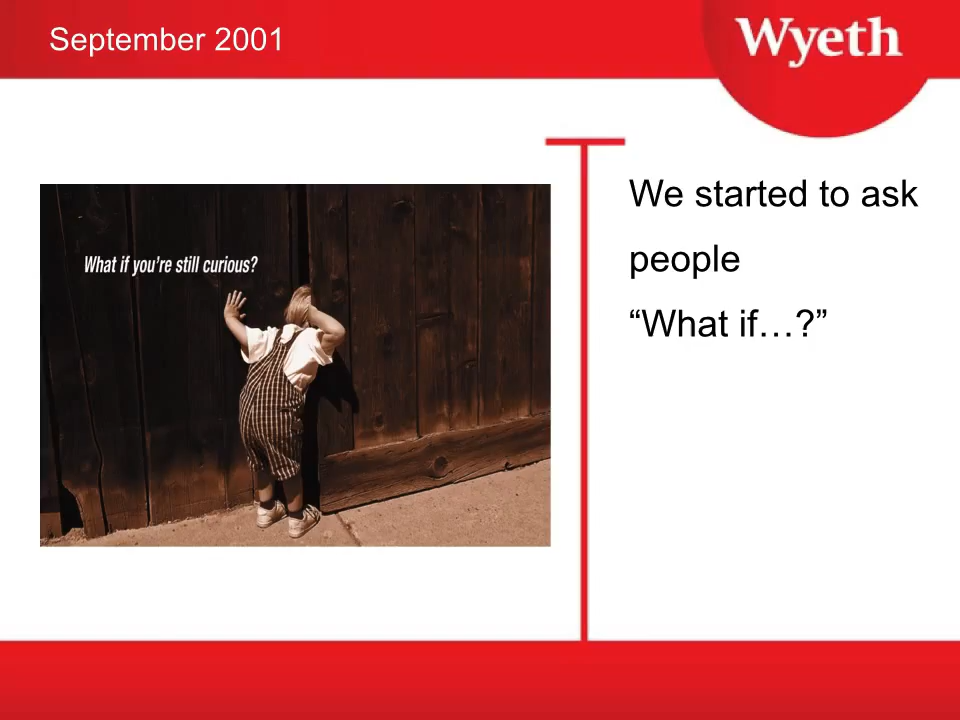 September 2001
Wyeth
What if you're still curious?
We started to ask
people
“What if…?”